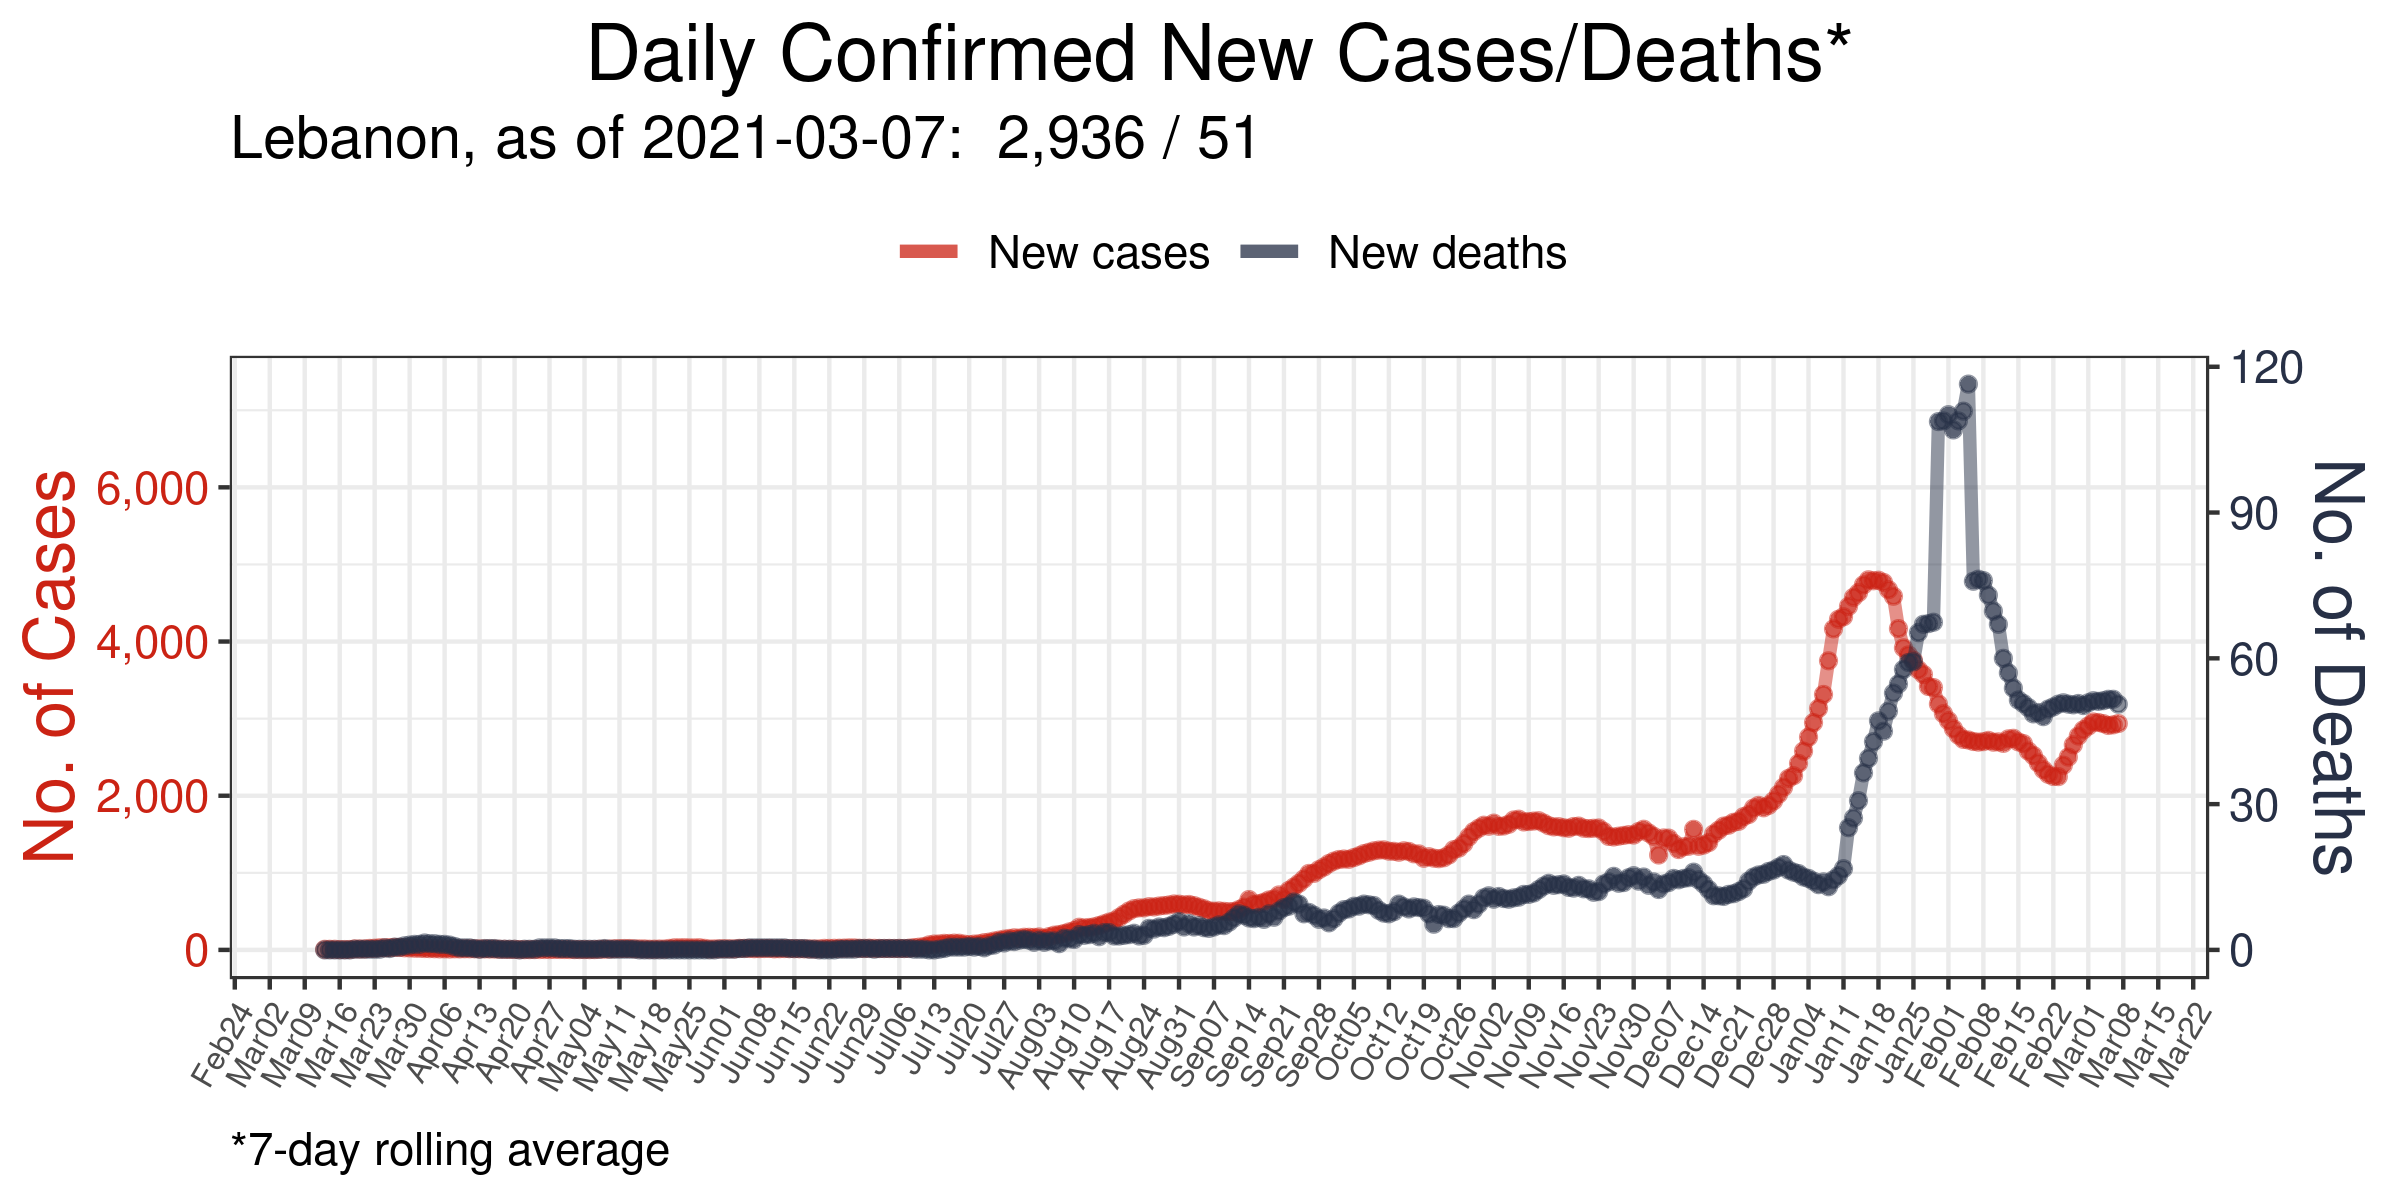 Daily Confirmed New Cases/Deaths*
Lebanon, as of 2021-03-07:  2,936 / 51
New cases
New deaths
No. of Cases
6,000
4,000
2,000
0
120
90
60
30
0
No. of Deaths
Feb24
Mar02
Mar09
Mar16
Mar23
Mar30
Apr06
Apr13
Apr20
Apr27
May04
May11
May18
May25
Jun01
Jun08
Jun15
Jun22
Jun29
Jul06
Jul13
Jul20
Jul27
Aug03
Aug10
Aug17
Aug24
Aug31
Sep07
Sep14
Sep21
Sep28
Oct05
Oct12
Oct19
Oct26
Nov02
Nov09
Nov16
Nov23
Nov30
Dec07
Dec14
Dec21
Dec28
Jan04
Jan11
Jan18
Jan25
Feb01
Feb08
Feb15
Feb22
Mar01
Mar08
Mar15
Mar22
*7-day rolling average